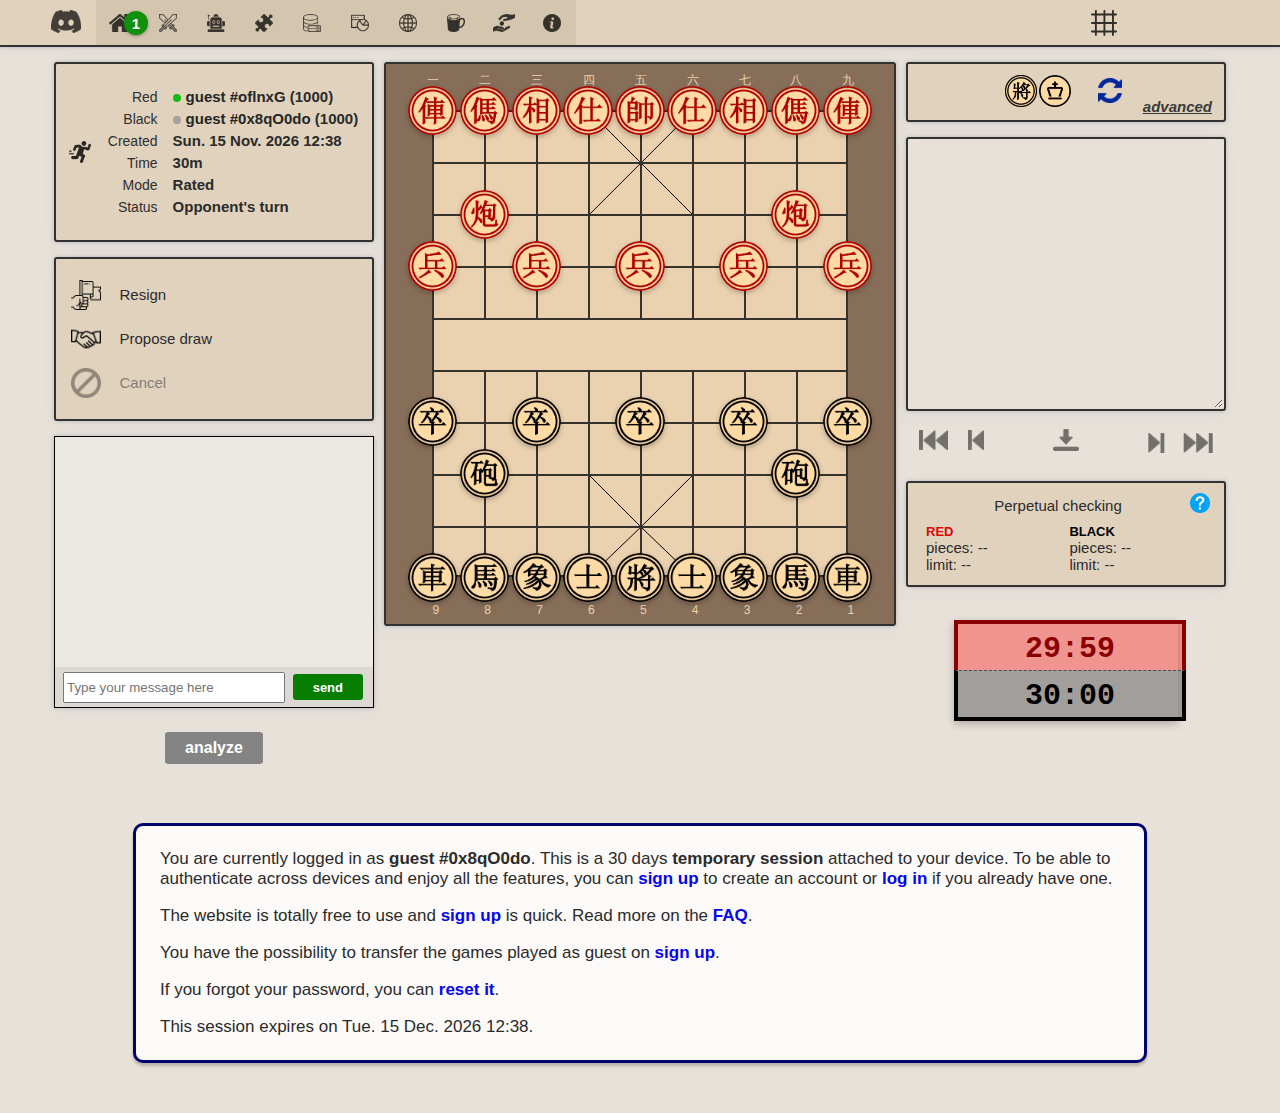 1
Red guest #oflnxG (1000)
Black guest #0x8qO0do (1000)
Created Sun. 15 Nov. 2026 12:38
Time 30m
Mode Rated
Status Opponent's turn
Resign
Propose draw
Cancel
Type your message here send
analyze
一 二 三 四 五 六 七 八 九
俥 傌 相 仕 帥 仕 相 傌 俥
炮 炮
兵 兵 兵 兵 兵
卒 卒 卒 卒 卒
砲 砲
車 馬 象 士 將 士 象 馬 車
9 8 7 6 5 4 3 2 1
將
advanced
Perpetual checking ?
RED BLACK
pieces: -- pieces: --
limit: -- limit: --
29:59
30:00
You are currently logged in as guest #0x8qO0do. This is a 30 days temporary session attached to your device. To be able to
authenticate across devices and enjoy all the features, you can sign up to create an account or log in if you already have one.
The website is totally free to use and sign up is quick. Read more on the FAQ.
You have the possibility to transfer the games played as guest on sign up.
If you forgot your password, you can reset it.
This session expires on Tue. 15 Dec. 2026 12:38.